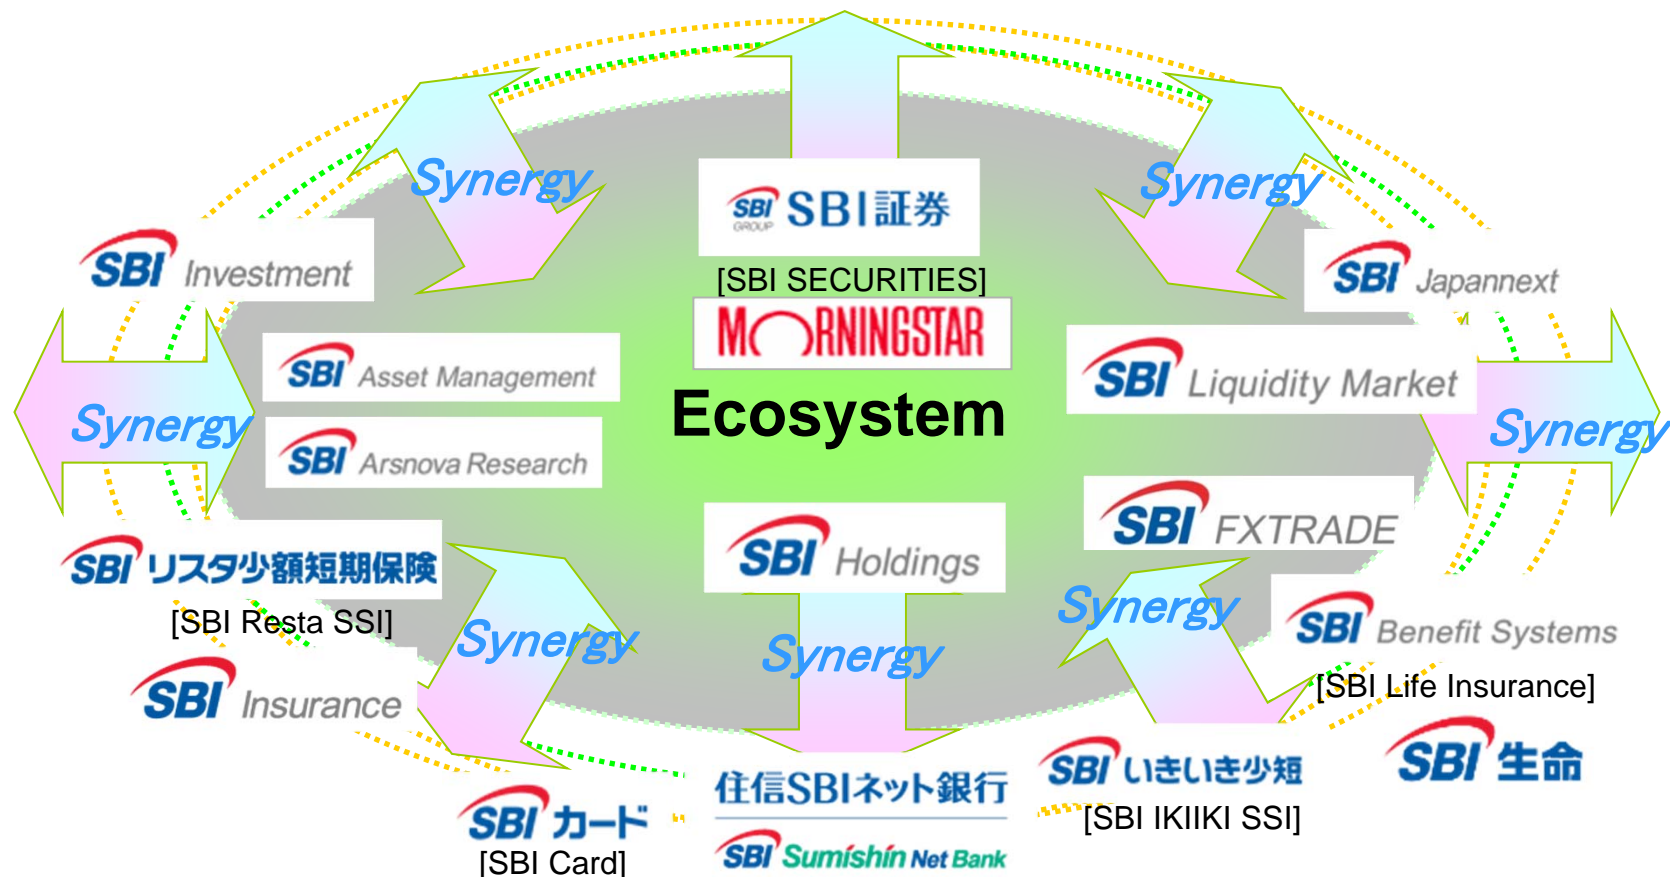 Synergy
Synergy
SBI GROUP SBI証券
[SBI SECURITIES]
MORNINGSTAR
SBI Investment
SBI Japannext
SBI Asset Management
SBI Liquidity Market
Synergy
Ecosystem
Synergy
SBI Arsnova Research
SBI FXTRADE
SBI Holdings
SBI リスタ少額短期保険
[SBI Resta SSI]
Synergy
Synergy
Synergy
SBI Benefit Systems
SBI Insurance
[SBI Life Insurance]
SBI 生命
SBI いきいき少短
[SBI IKIIKI SSI]
住信SBIネット銀行
SBI Sumishin Net Bank
SBI カード
[SBI Card]